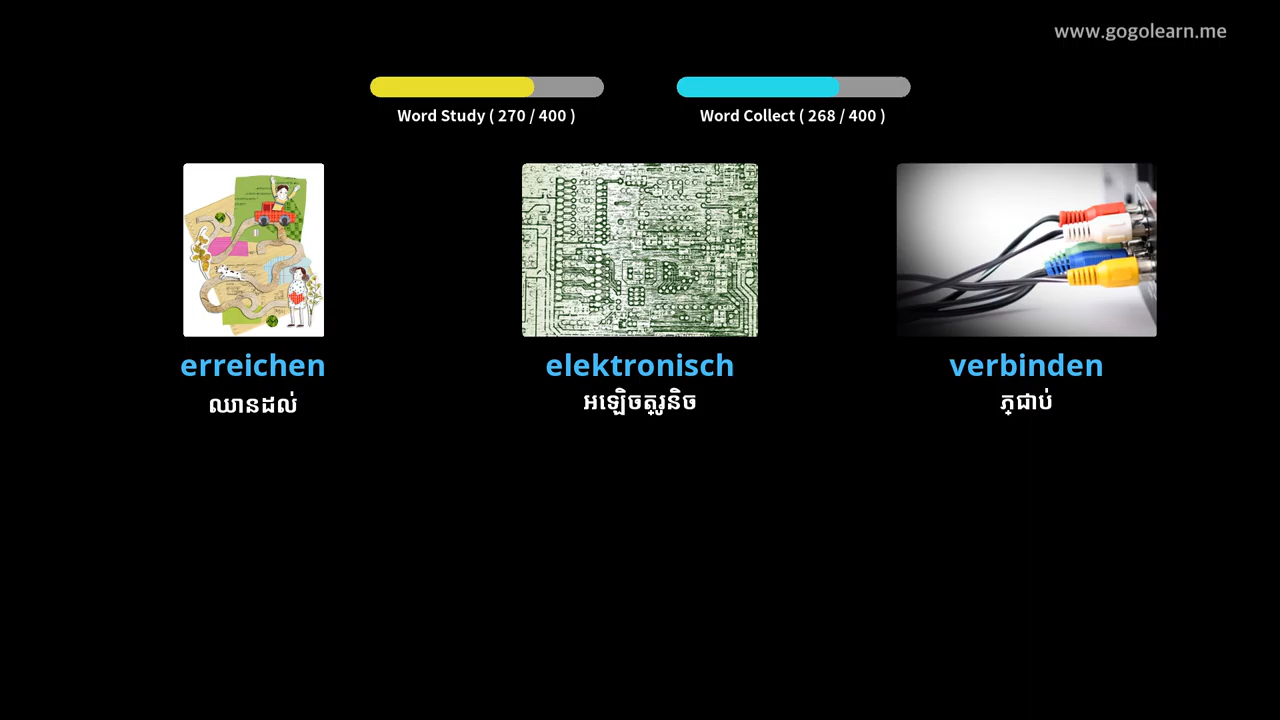 www.gogolearn.me
Word Study ( 270 / 400 )
Word Collect ( 268 / 400 )
erreichen
ឈានដល់
elektronisch
អេឡិចត្រូនិច
verbinden
ភ្ជាប់